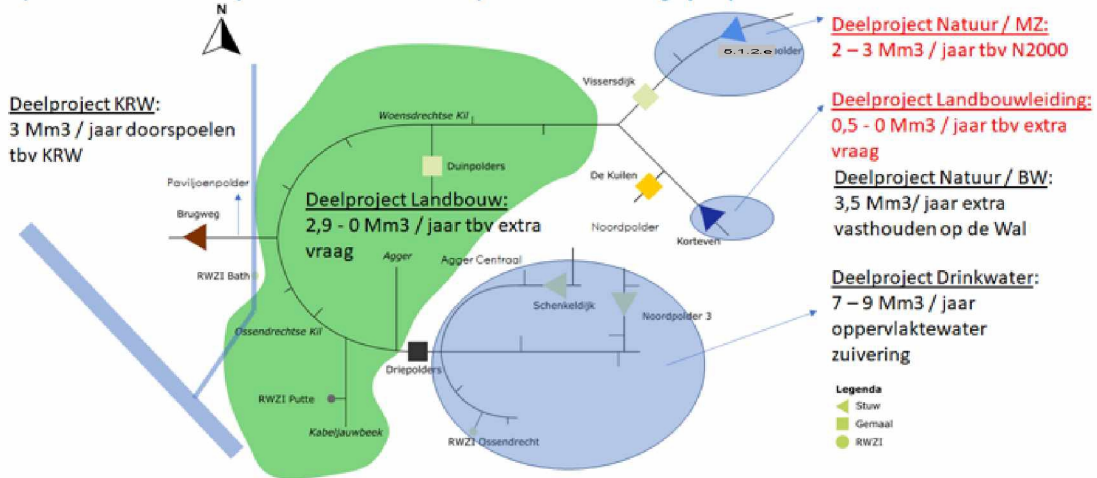 N
Deelproject KRW:
3 Mm3 / jaar doorspoelen
tbv KRW
Paviljoenpolder
Brugweg
RWZI Bath
Woensdrechtse Kil
Duinpolders
Deelproject Landbouw:
2,9 - 0 Mm3 / jaar tbv extra
vraag
Agger
Ossendrechtse Kil
RWZI Putte
Kabeljauwbeek
Driepolders
Agger Centraal
Schenkeldijk
Noordpolder 3
RWZI Ossendrecht
Vissersdijk
5.1.2.e
older
De Kuilen
Noordpolder
Korteven
Deelproject Natuur / MZ:
2 – 3 Mm3 / jaar tbv N2000
Deelproject Landbouwleiding:
0,5 - 0 Mm3 / jaar tbv extra
vraag
Deelproject Natuur / BW:
3,5 Mm3/ jaar extra
vasthouden op de Wal
Deelproject Drinkwater:
7 – 9 Mm3 / jaar
oppervlaktewater
zuivering
Legenda
Stuw
Gemaal
RWZI